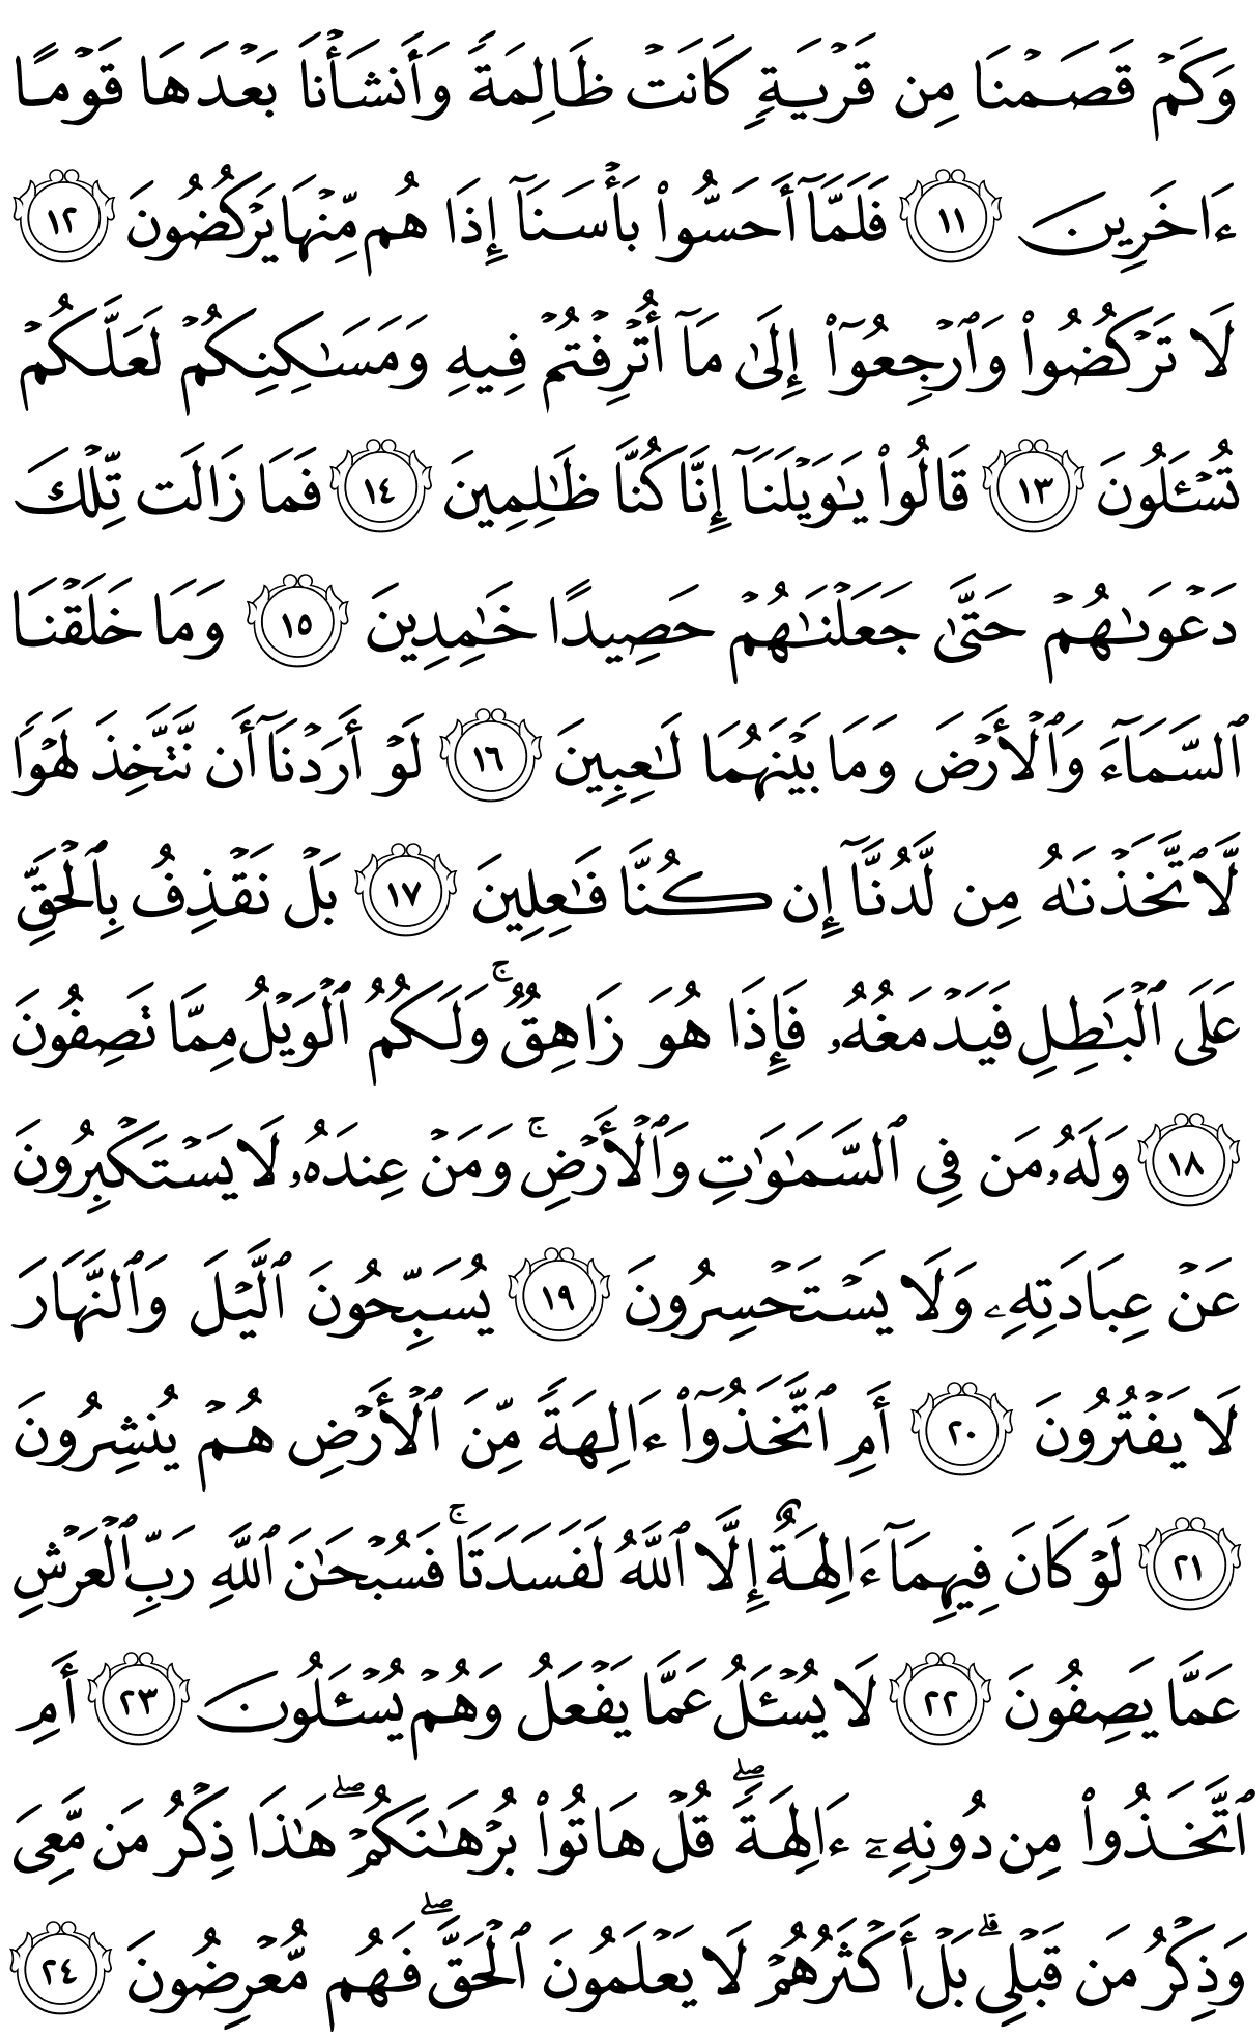 وَكَمۡ قَصَمۡنَا مِن قَرۡيَةٖ كَانَتۡ ظَالِمَةٗ وَأَنشَأۡنَا بَعۡدَهَا قَوۡمًا
ءَاخَرِينَ ١١ فَلَمَّآ أَحَسُّواْ بَأۡسَنَآ إِذَا هُم مِّنۡهَا يَرۡكُضُونَ ١٢
لَا تَرۡكُضُواْ وَٱرۡجِعُوٓاْ إِلَىٰ مَآ أُتۡرِفۡتُمۡ فِيهِ وَمَسَٰكِنِكُمۡ لَعَلَّكُمۡ
تُسۡـَٔلُونَ ١٣ قَالُواْ يَٰوَيۡلَنَآ إِنَّا كُنَّا ظَٰلِمِينَ ١٤ فَمَا زَالَت تِّلۡكَ
دَعۡوَىٰهُمۡ حَتَّىٰ جَعَلۡنَٰهُمۡ حَصِيدًا خَٰمِدِينَ ١٥ وَمَا خَلَقۡنَا
ٱلسَّمَآءَ وَٱلۡأَرۡضَ وَمَا بَيۡنَهُمَا لَٰعِبِينَ ١٦ لَوۡ أَرَدۡنَآ أَن نَّتَّخِذَ لَهۡوٗا
لَّٱتَّخَذۡنَٰهُ مِن لَّدُنَّآ إِن كُنَّا فَٰعِلِينَ ١٧ بَلۡ نَقۡذِفُ بِٱلۡحَقِّ
عَلَى ٱلۡبَٰطِلِ فَيَدۡمَغُهُۥ فَإِذَا هُوَ زَاهِقٞۚ وَلَكُمُ ٱلۡوَيۡلُ مِمَّا تَصِفُونَ
١٨ وَلَهُۥ مَن فِي ٱلسَّمَٰوَٰتِ وَٱلۡأَرۡضِۚ وَمَنۡ عِندَهُۥ لَا يَسۡتَكۡبِرُونَ
عَنۡ عِبَادَتِهِۦ وَلَا يَسۡتَحۡسِرُونَ ١٩ يُسَبِّحُونَ ٱلَّيۡلَ وَٱلنَّهَارَ
لَا يَفۡتُرُونَ ٢٠ أَمِ ٱتَّخَذُوٓاْ ءَالِهَةٗ مِّنَ ٱلۡأَرۡضِ هُمۡ يُنشِرُونَ
٢١ لَوۡ كَانَ فِيهِمَآ ءَالِهَةٌ إِلَّا ٱللَّهُ لَفَسَدَتَاۚ فَسُبۡحَٰنَ ٱللَّهِ رَبِّ ٱلۡعَرۡشِ
عَمَّا يَصِفُونَ ٢٢ لَا يُسۡـَٔلُ عَمَّا يَفۡعَلُ وَهُمۡ يُسۡـَٔلُونَ ٢٣ أَمِ
ٱتَّخَذُواْ مِن دُونِهِۦٓ ءَالِهَةٗۖ قُلۡ هَاتُواْ بُرۡهَٰنَكُمۡۖ هَٰذَا ذِكۡرُ مَن مَّعِيَ
وَذِكۡرُ مَن قَبۡلِيۚ بَلۡ أَكۡثَرُهُمۡ لَا يَعۡلَمُونَ ٱلۡحَقَّۖ فَهُم مُّعۡرِضُونَ ٢٤